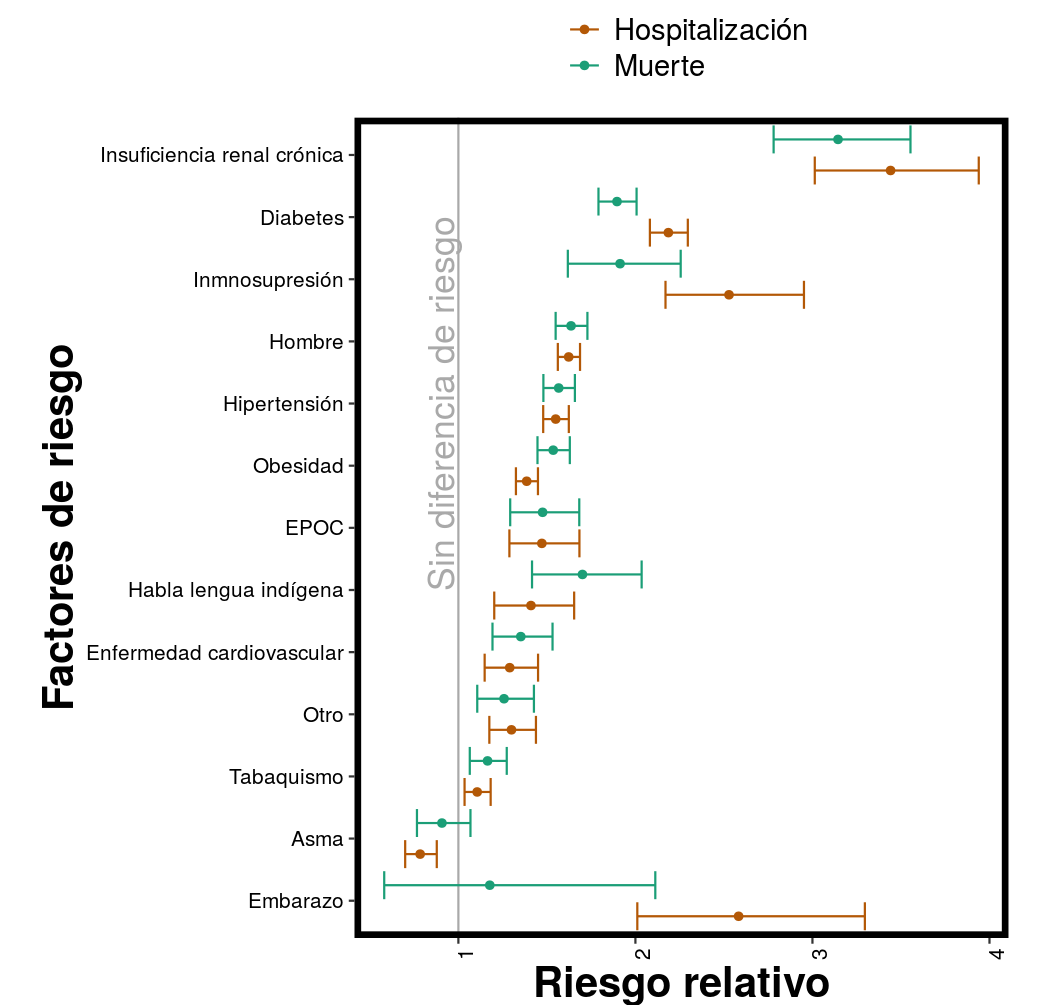 Hospitalización
Muerte
Insuficiencia renal crónica
Diabetes
Inmnosupresión
Hombre
Hipertensión
Obesidad
EPOC
Habla lengua indígena
Enfermedad cardiovascular
Otro
Tabaquismo
Asma
Embarazo
Factores de riesgo
Sin diferencia de riesgo
1
2
3
4
Riesgo relativo